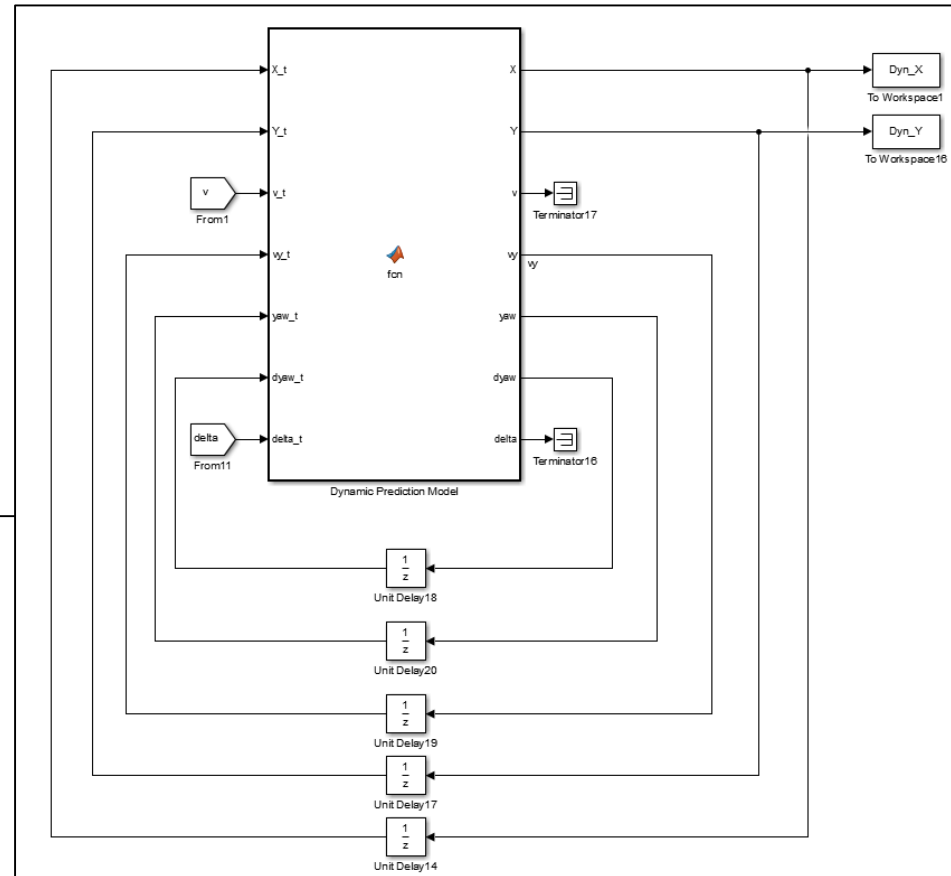 X_t
X
Dyn_X
To Workspace1
Y_t
Y
Dyn_Y
To Workspace16
v
From1
v_t
v
Terminator17
vy_t
fcn
vy
vy
yaw_t
yaw
dyaw_t
dyaw
delta
From11
delta_t
delta
Terminator16
Dynamic Prediction Model
1
z
Unit Delay18
1
z
Unit Delay20
1
z
Unit Delay19
1
z
Unit Delay17
1
z
Unit Delay14